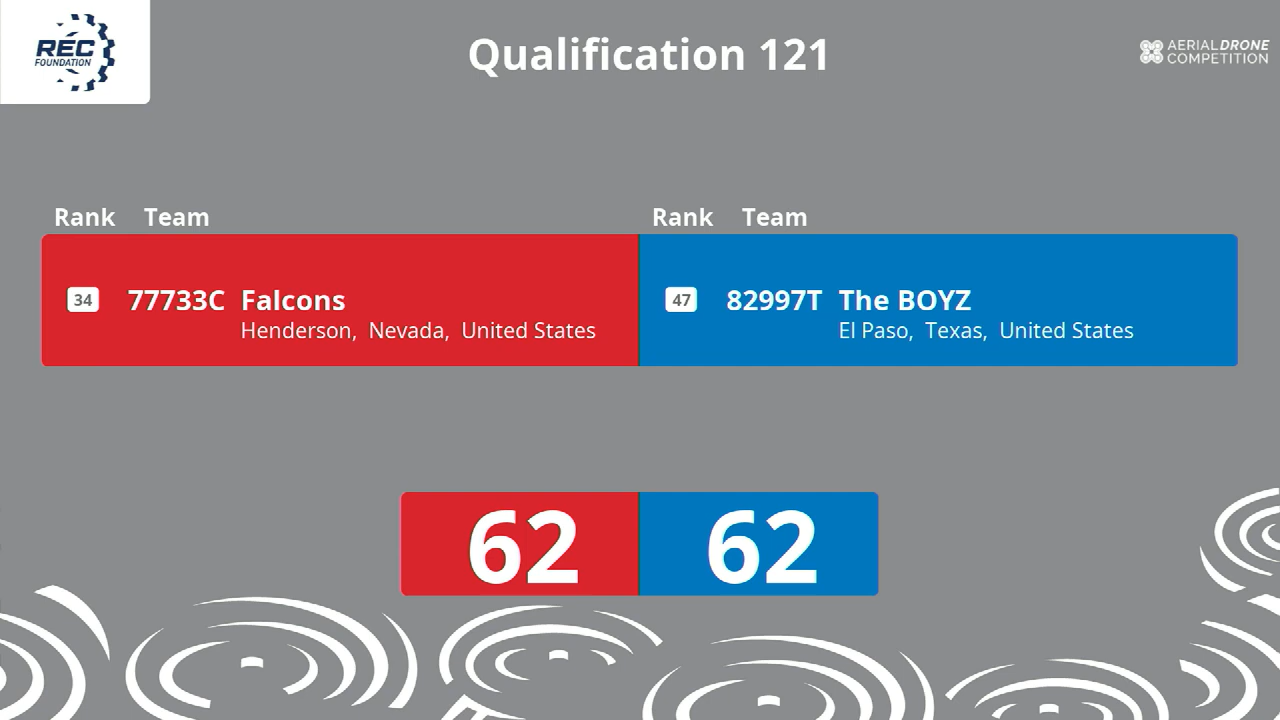 REC
FOUNDATION
Qualification 121
AERIALDRONE
COMPETITION
Rank Team
Rank Team
34 77733C Falcons
Henderson, Nevada, United States
47 82997T The BOYZ
El Paso, Texas, United States
62
62